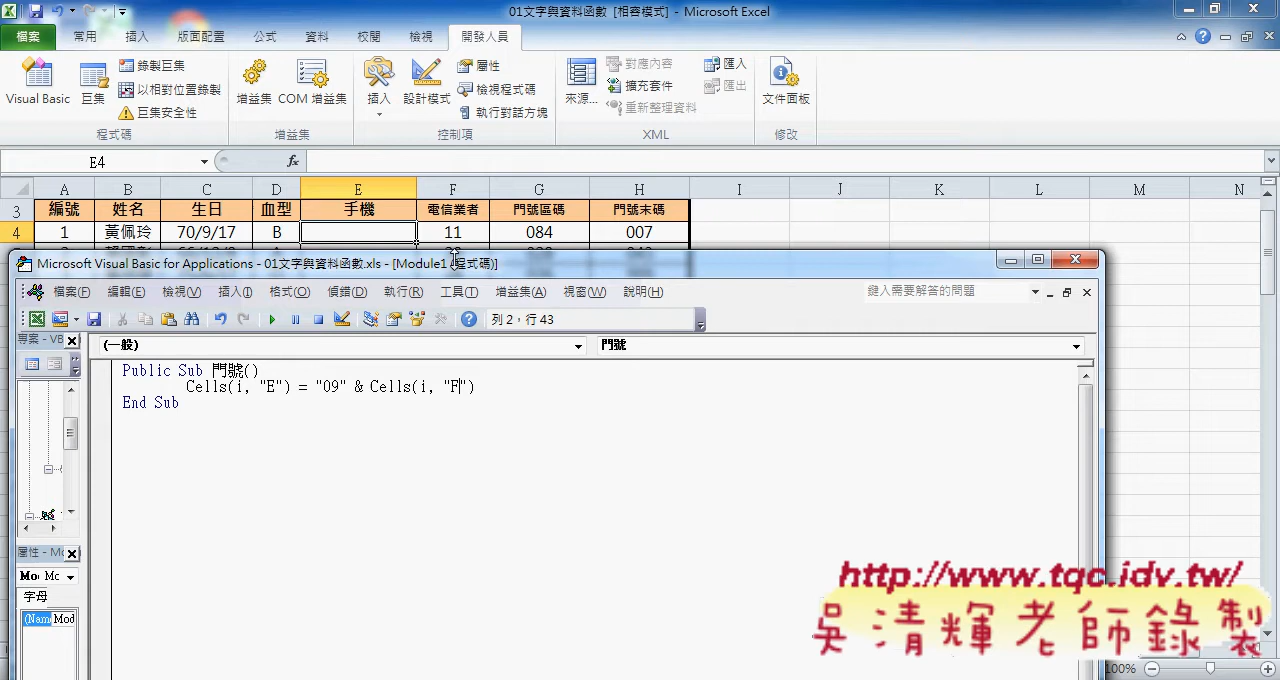 01文字與資料函數 [相容模式] - Microsoft Excel
檔案 常用 插入 版面配置 公式 資料 校閱 檢視 開發人員
Visual Basic 巨集 錄製巨集 以相對位置錄製 巨集安全性 增益集 COM 增益集 插入 設計模式 屬性 檢視程式碼 執行對話方塊 來源... 對應內容 擴充套件 重新整理資料 匯入 匯出 文件面板
程式碼 增益集 控制項 XML 修改
E4 fx
A B C D E F G H I J K L M N
3 編號 姓名 生日 血型 手機 電信業者 門號區碼 門號末碼
4 1 黃佩玲 70/9/17 B 11 084 007
Microsoft Visual Basic for Applications - 01文字與資料函數.xls - [Module1 (程式碼)]
檔案(F) 編輯(E) 檢視(V) 插入(I) 格式(O) 偵錯(D) 執行(R) 工具(T) 增益集(A) 視窗(W) 說明(H) 鍵入需要解答的問題
列 2，行 43
專案 - VB
(一般) 門號
Public Sub 門號()
Cells(i, "E") = "09" & Cells(i, "F")
End Sub
屬性 - Mo
Mo Mc
字母
(Nam Mod
http://www.tqc.idv.tw/
吳清輝老師錄製
100%